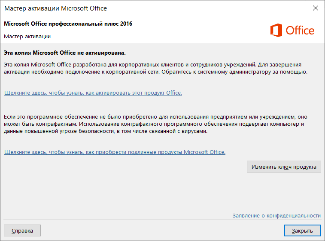 Мастер активации Microsoft Office
Microsoft Office профессиональный плюс 2016
Мастер активации
Office
Эта копия Microsoft Office не активирована.
Эта копия Microsoft Office разработано для корпоративных клиентов и сотрудников учреждений. Для завершения
активации необходимо подключение к корпоративной сети. Обратитесь к системному администратору за помощью.
Щелкните здесь, чтобы узнать, как активировать этот продукт Office.
Если это программное обеспечение не было приобретено для использования предприятием или учреждением, оно
может быть контрафактным. Использование контрафактного программного обеспечения подвергает компьютер и
данные повышенной угрозе безопасности, в том числе связанной с вирусами.
Щелкните здесь, чтобы узнать, как приобрести подлинные продукты Microsoft Office.
Изменить ключ продукта
Заявление о конфиденциальности
Справка
Закрыть